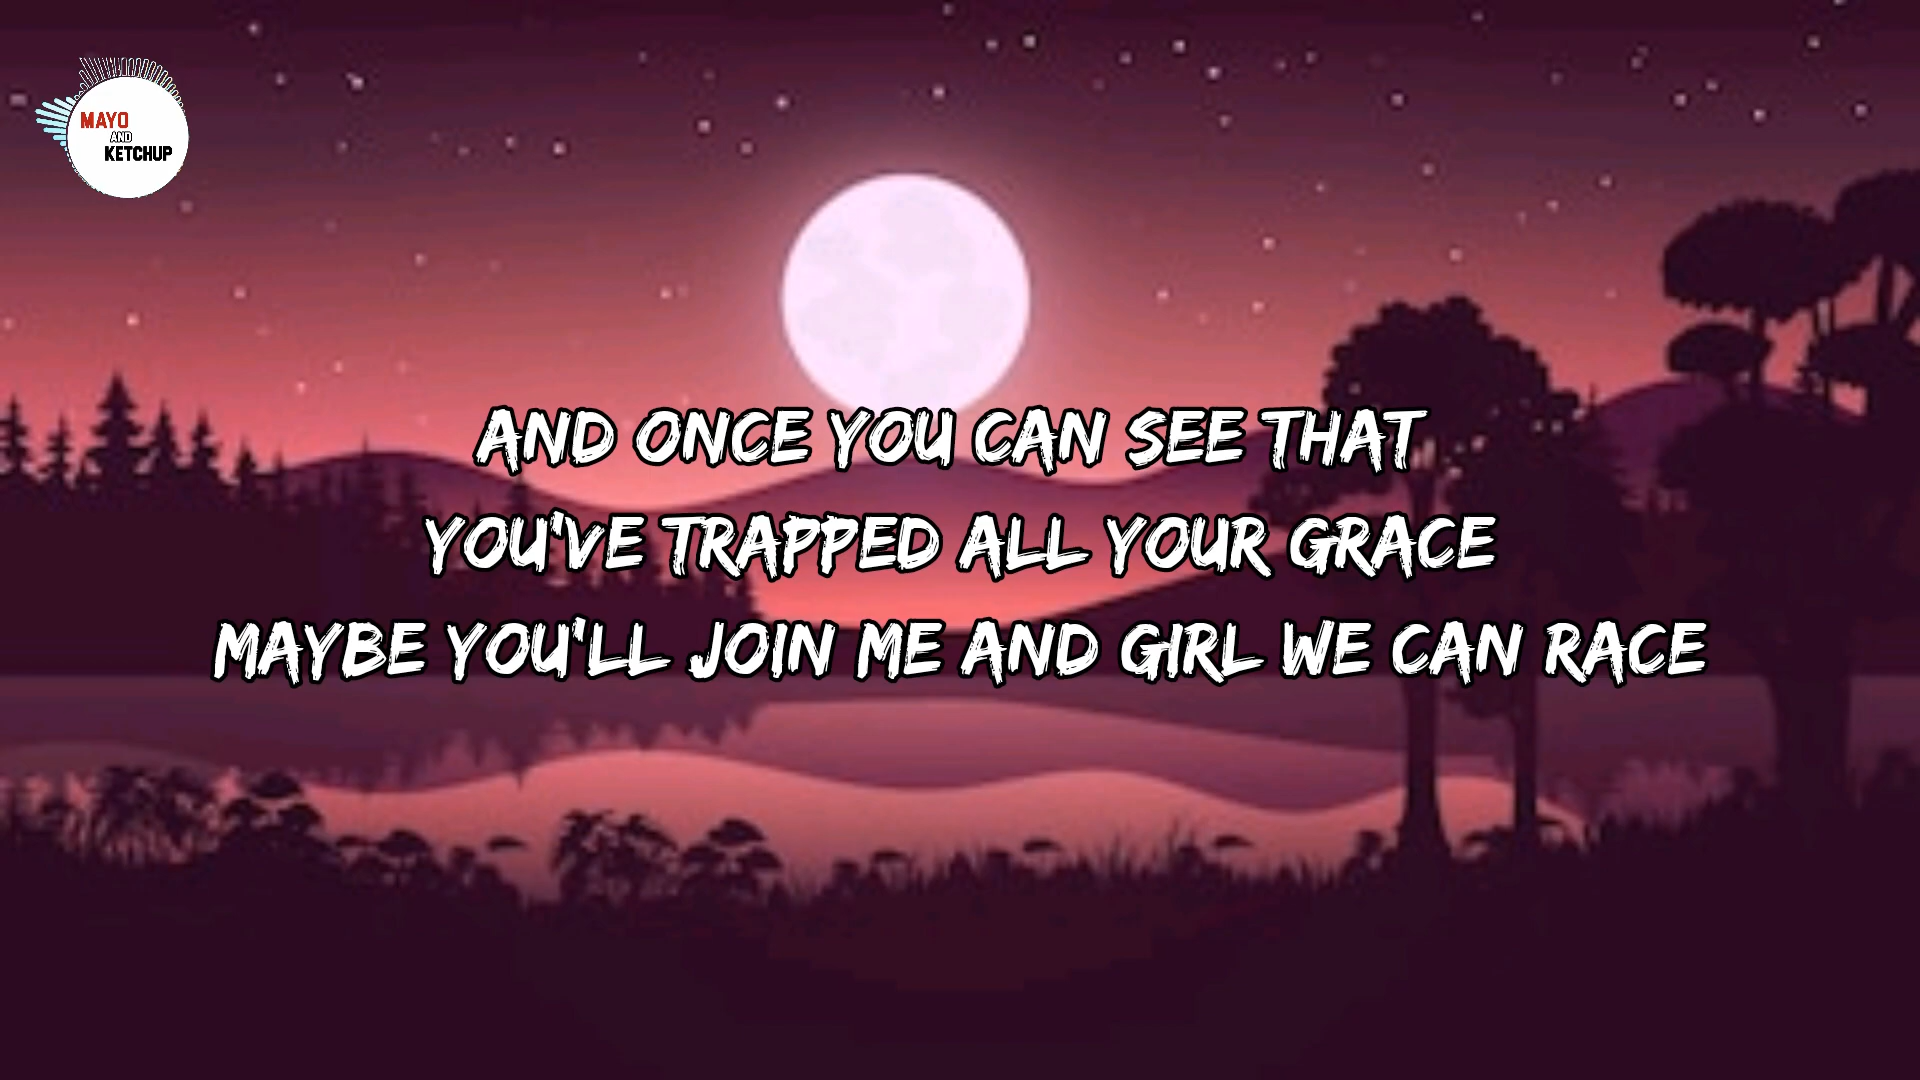 MAYO
AND
KETCHUP
AND ONCE YOU CAN SEE THAT
YOU'VE TRAPPED ALL YOUR GRACE
MAYBE YOU'LL JOIN ME AND GIRL WE CAN RACE